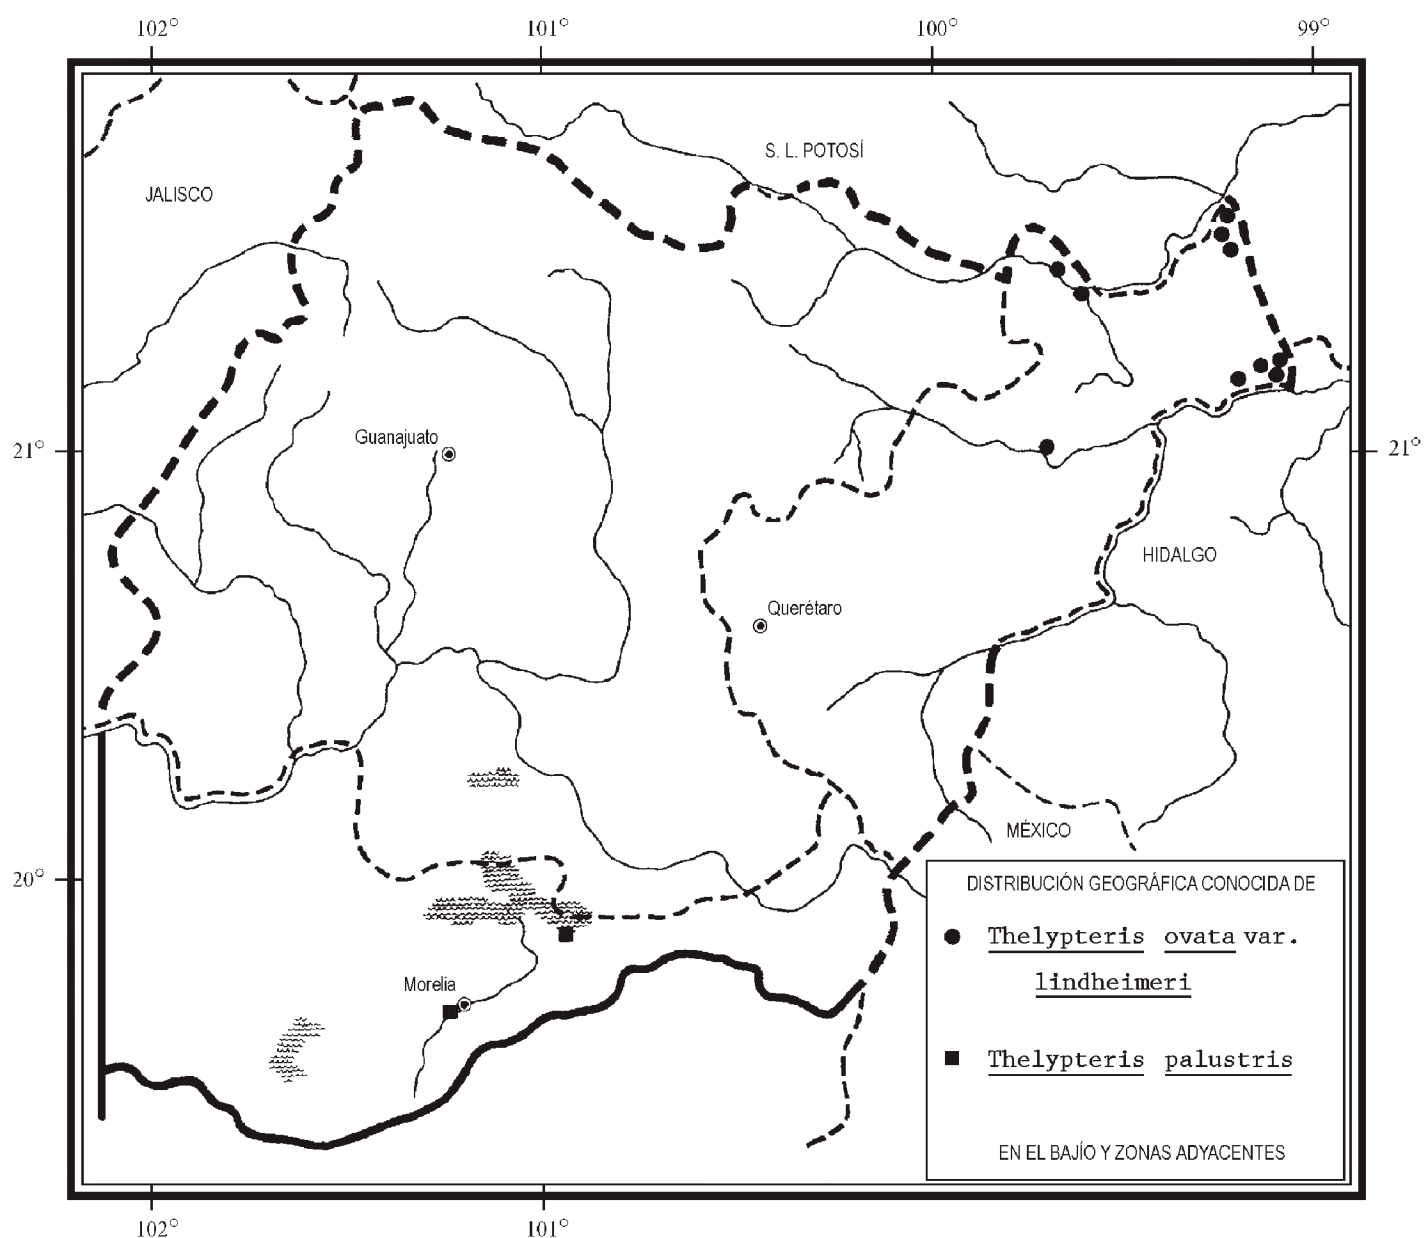 102° 101° 100° 99°
S. L. POTOSÍ
JALISCO
Guanajuato
21° 21°
HIDALGO
Querétaro
MÉXICO
20°
DISTRIBUCIÓN GEOGRÁFICA CONOCIDA DE
Thelypteris ovata var.
lindheimeri
Morelia
Thelypteris palustris
EN EL BAJÍO Y ZONAS ADYACENTES
102° 101°